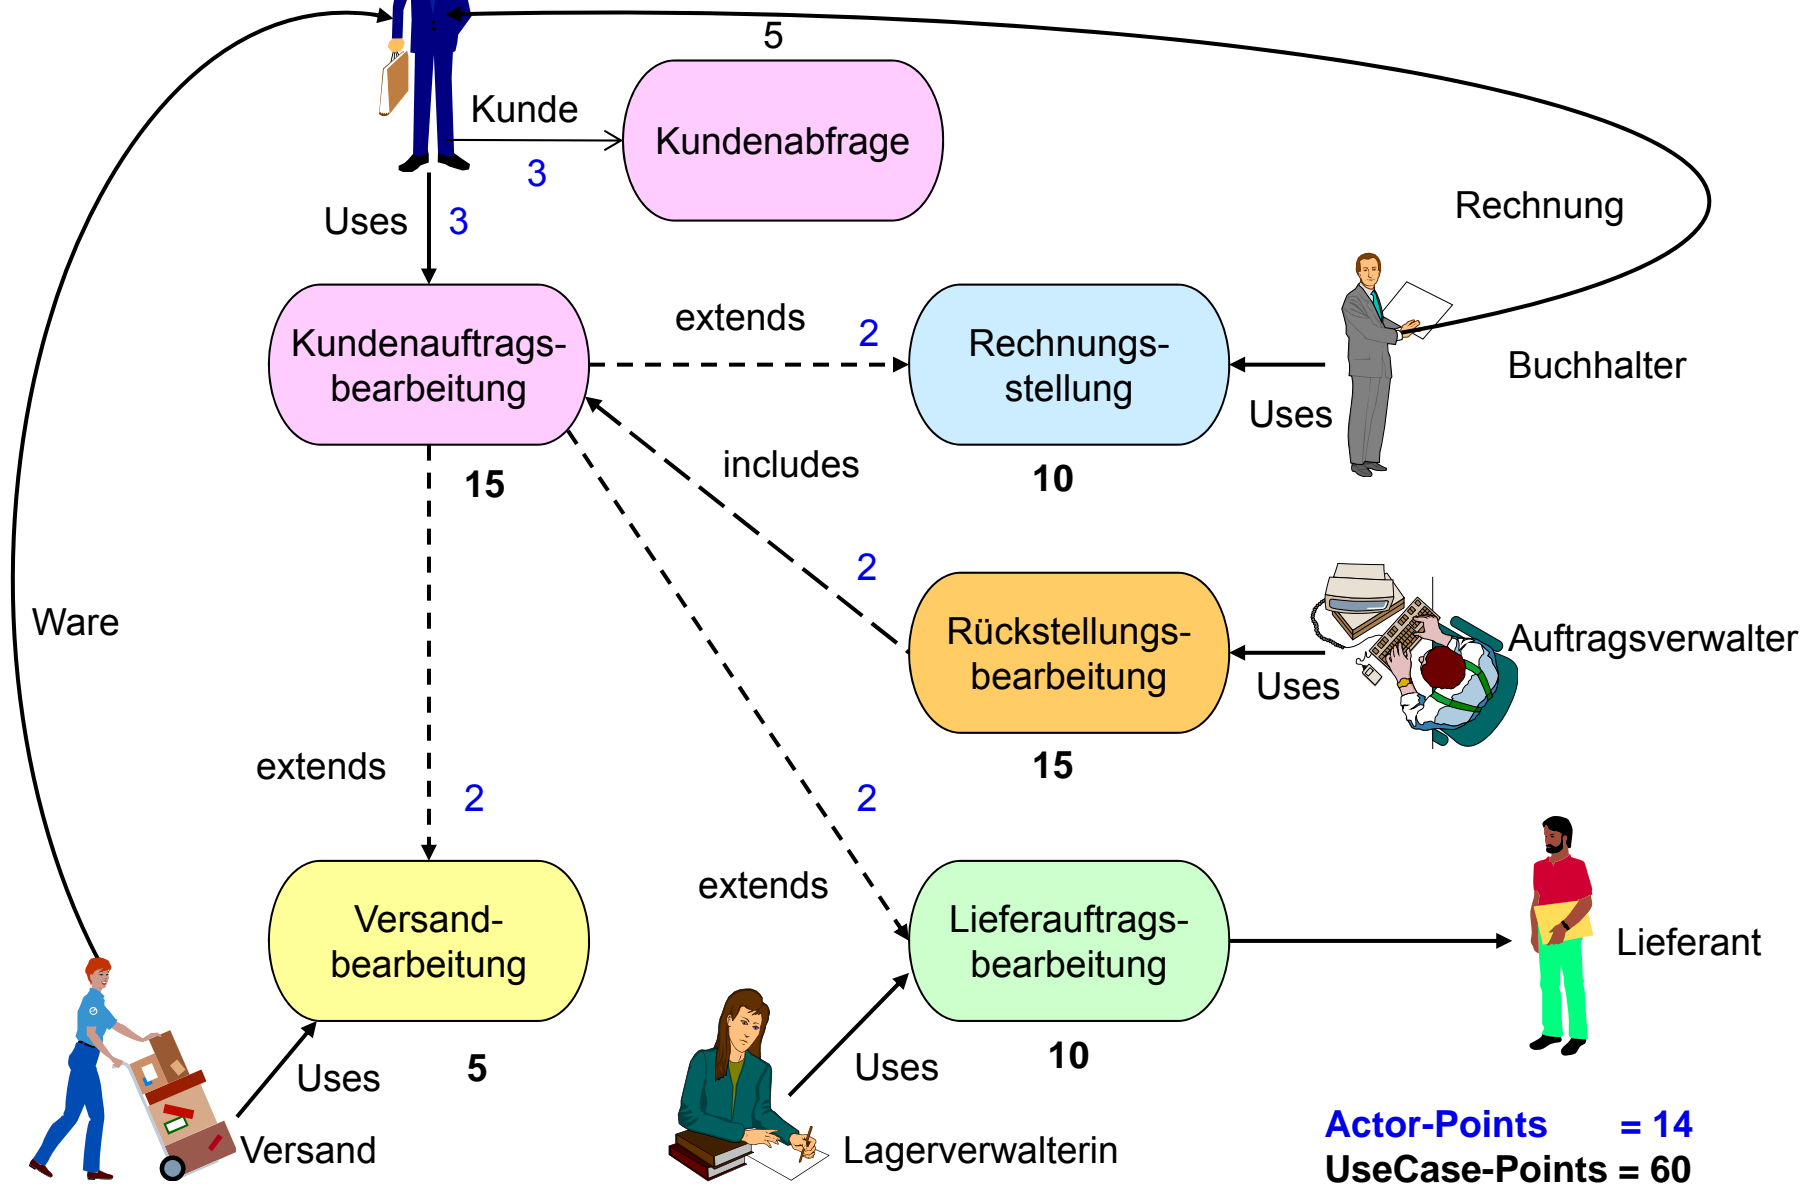 5
Kunde
Kundenabfrage
3
Uses 3
Rechnung
extends 2
Kundenauftrags-
bearbeitung
Rechnungs-
stellung
Buchhalter
Uses
includes
15
10
2
Ware
Rückstellungs-
bearbeitung
Auftragsverwalter
Uses
15
extends
2
2
extends
Versand-
bearbeitung
Lieferauftrags-
bearbeitung
Lieferant
Uses
5
Uses
10
Versand
Lagerverwalterin
Actor-Points = 14
UseCase-Points = 60